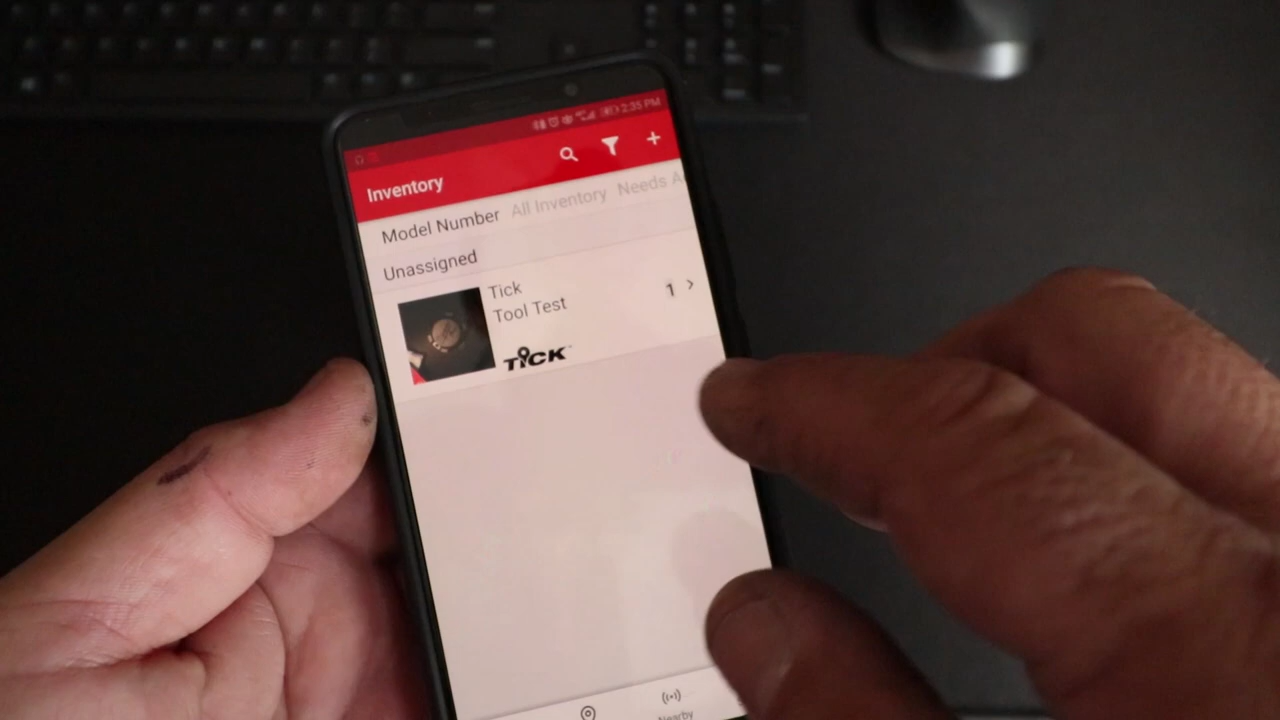 2:35 PM
Inventory
Model Number All Inventory Needs A
Unassigned
Tick
Tool Test
1
TICK
Nearby